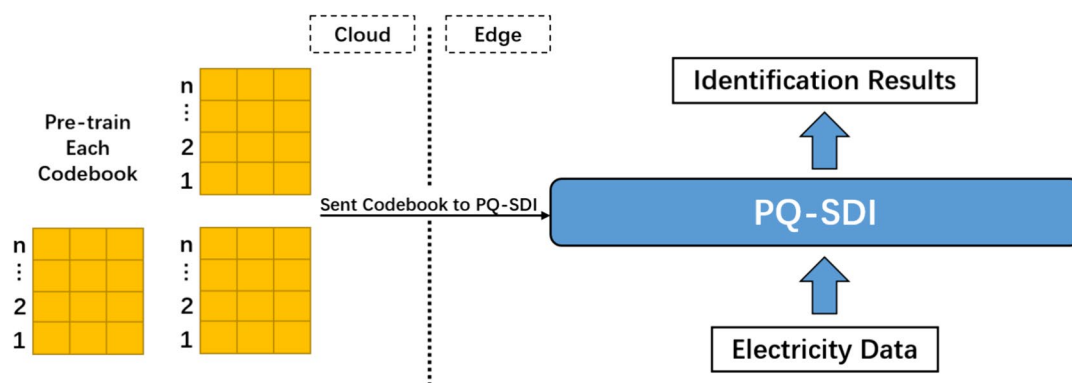 Cloud
Edge
n
⋮
2
1
Pre-train
Each
Codebook
n
⋮
2
1
n
⋮
2
1
Sent Codebook to PQ-SDI
Identification Results
PQ-SDI
Electricity Data